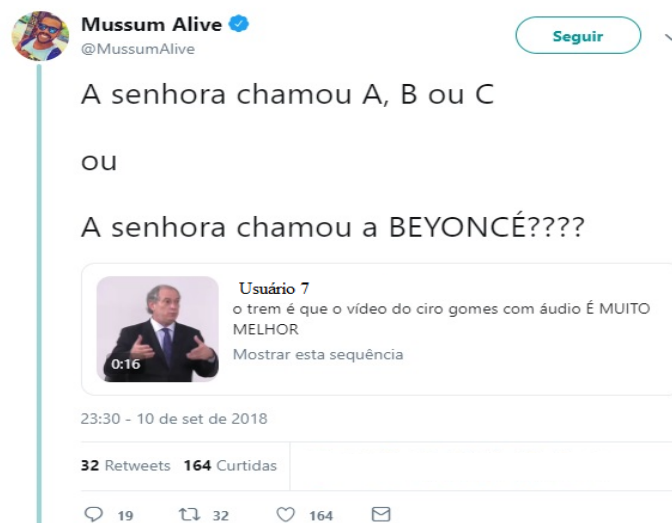 Mussum Alive
@MussumAlive
Seguir
A senhora chamou A, B ou C
ou
A senhora chamou a BEYONCÉ????
Usuário 7
o trem é que o vídeo do ciro gomes com áudio É MUITO
MELHOR
Mostrar esta sequência
0:16
23:30 - 10 de set de 2018
32 Retweets 164 Curtidas
19 32 164